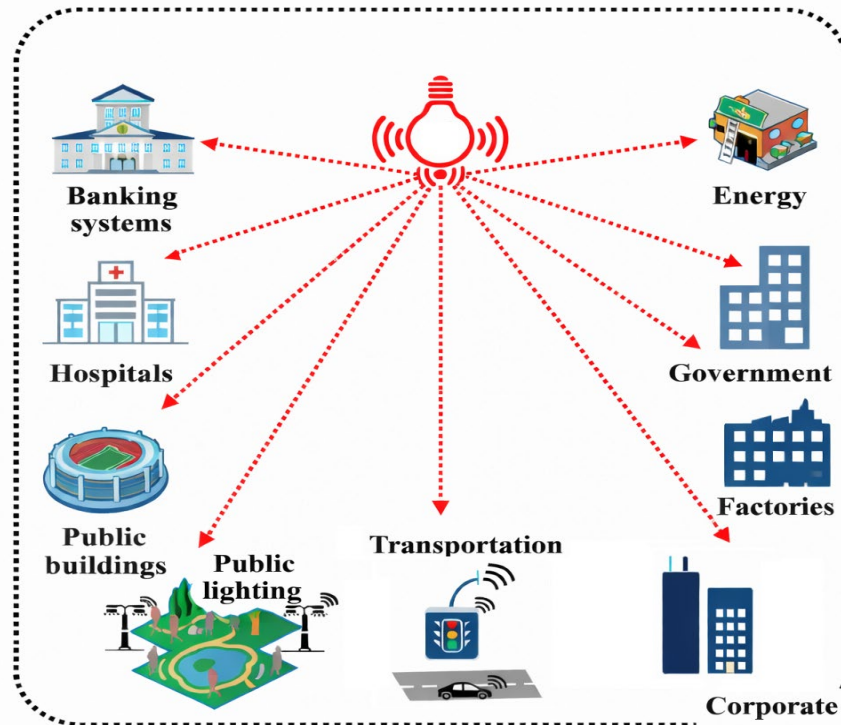 Banking
systems
Energy
Hospitals
Government
Public
buildings
Factories
Public
lighting
Transportation
Corporate